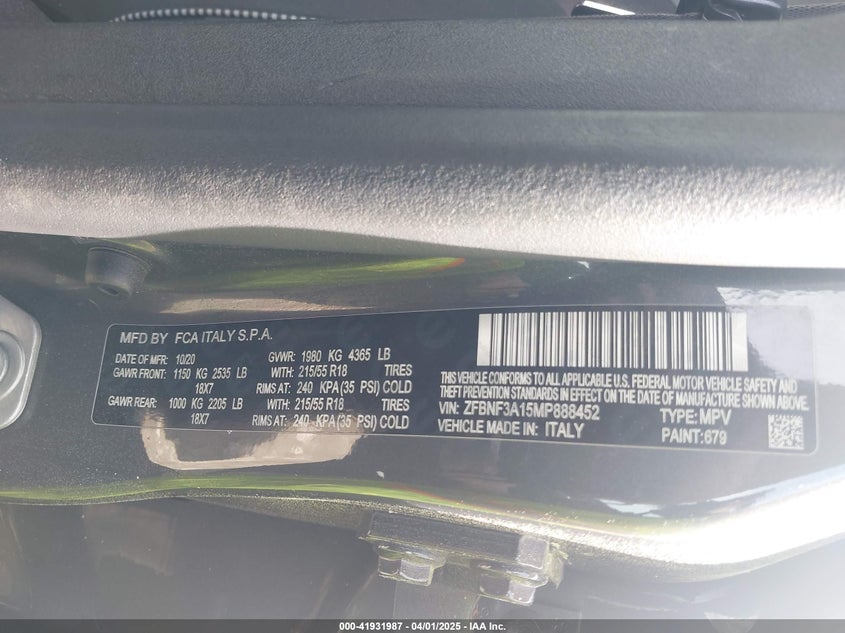 MFD BY FCA ITALY S.P.A.
DATE OF MFR: 10/20 GVWR: 1980 KG 4365 LB
GAWR FRONT: 1150 KG 2535 LB WITH: 215/55 R18 TIRES
18X7 RIMS AT: 240 KPA(35 PSI) COLD
GAWR REAR: 1000 KG 2205 LB WITH: 215/55 R18 TIRES
18X7 RIMS AT: 240 KPA(35 PSI) COLD
THIS VEHICLE CONFORMS TO ALL APPLICABLE U.S. FEDERAL MOTOR VEHICLE SAFETY AND
THEFT PREVENTION STANDARDS IN EFFECT ON THE DATE OF MANUFACTURE SHOWN ABOVE.
VIN: ZFBNF3A15MP888452 TYPE: MPV
VEHICLE MADE IN: ITALY PAINT: 679
000-41931987 - 04/01/2025 - IAA Inc.